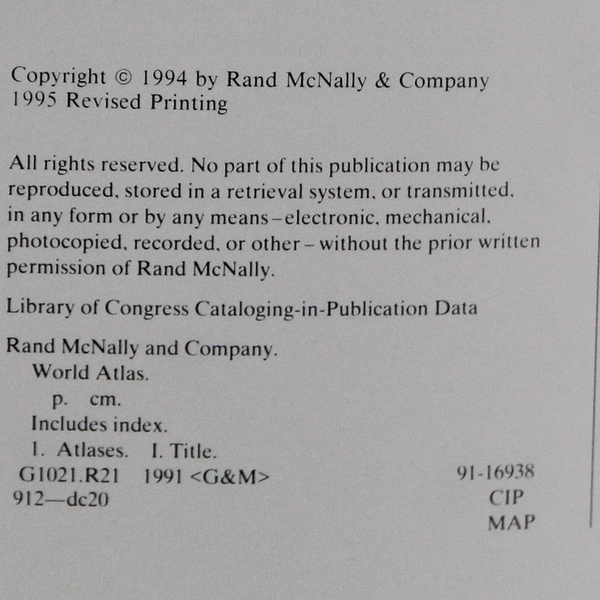 Copyright © 1994 by Rand McNally & Company
1995 Revised Printing
All rights reserved. No part of this publication may be
reproduced, stored in a retrieval system, or transmitted,
in any form or by any means – electronic, mechanical,
photocopied, recorded, or other – without the prior written
permission of Rand McNally.
Library of Congress Cataloging-in-Publication Data
Rand McNally and Company.
World Atlas.
p. cm.
Includes index.
1. Atlases. I. Title.
G1021.R21 1991 <G&M> 91-16938
912—dc20 CIP
MAP